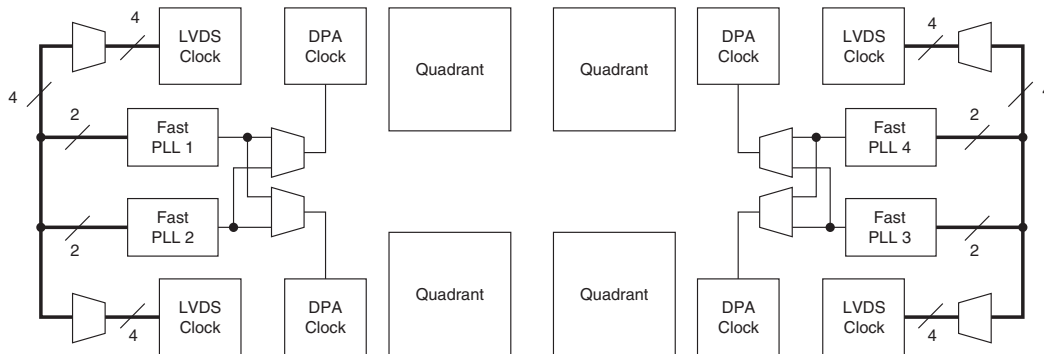 4
LVDS
Clock
DPA
Clock
Quadrant
Quadrant
DPA
Clock
LVDS
Clock
4
4
2
Fast
PLL 1
Fast
PLL 4
2
Fast
PLL 2
2
Fast
PLL 3
2
4
LVDS
Clock
DPA
Clock
Quadrant
Quadrant
DPA
Clock
LVDS
Clock
4